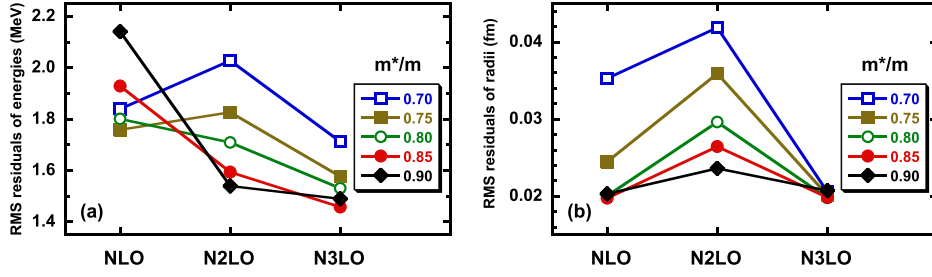 RMS residuals of energies (MeV)
2.2
2.0
1.8
1.6
1.4
(a)
m*/m
0.70
0.75
0.80
0.85
0.90
NLO N2LO N3LO
RMS residuals of radii (fm)
0.04
0.03
0.02
(b)
m*/m
0.70
0.75
0.80
0.85
0.90
NLO N2LO N3LO